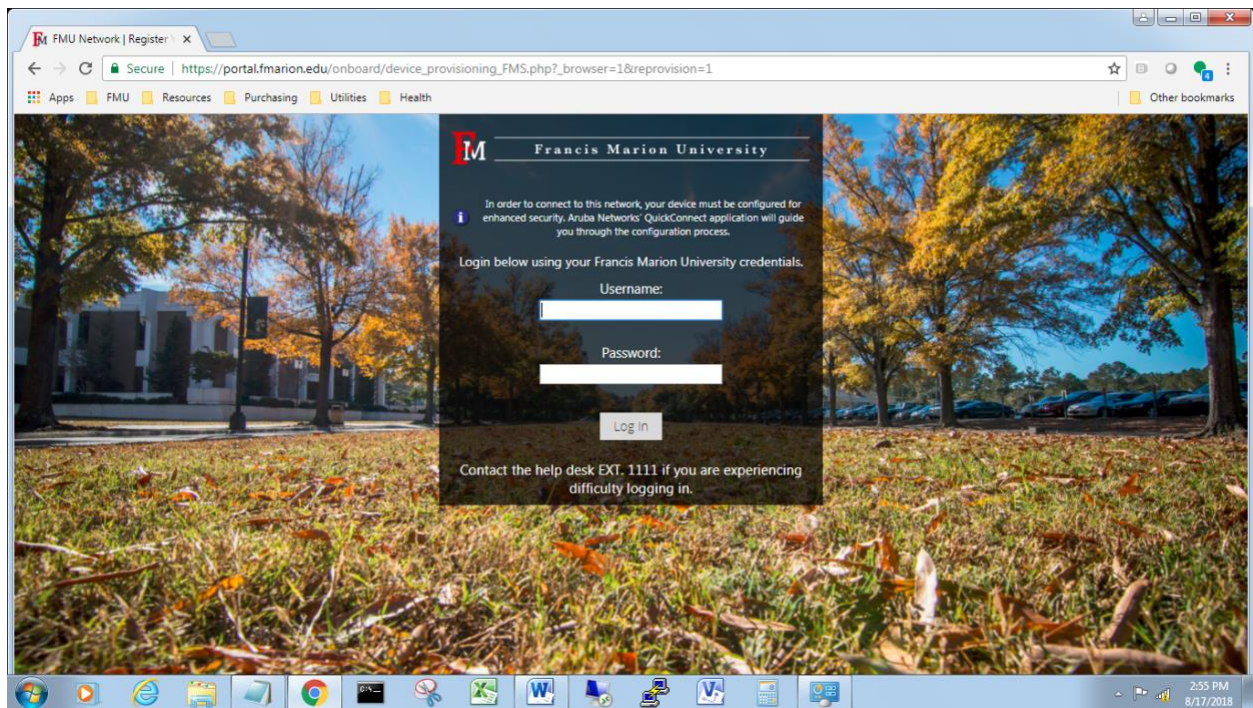 FM FMU Network | Register
Secure | https://portal.fmarion.edu/onboard/device_provisioning_FMS.php?_browser=1&reprovision=1
Apps FMU Resources Purchasing Utilities Health Other bookmarks
FM Francis Marion University
In order to connect to this network, your device must be configured for
enhanced security. Aruba Networks' QuickConnect application will guide
you through the configuration process.
Login below using your Francis Marion University credentials.
Username:
Password:
Log In
Contact the help desk EXT. 1111 if you are experiencing
difficulty logging in.
2:55 PM
8/17/2018